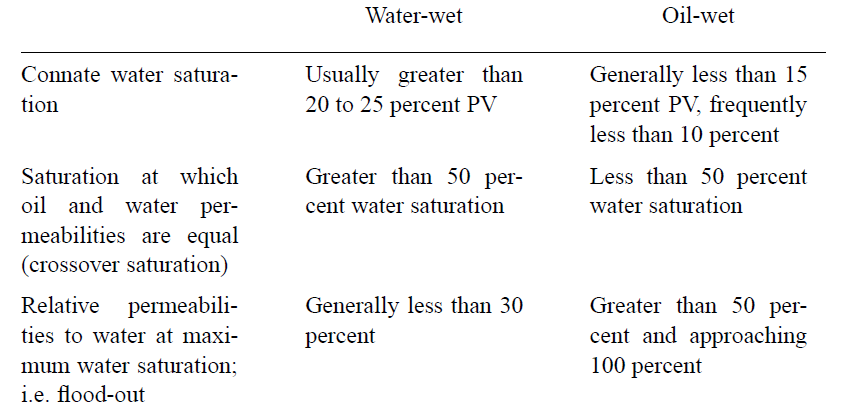 Water-wet Oil-wet
Connate water satura- Usually greater than Generally less than 15
tion 20 to 25 percent PV percent PV, frequently
less than 10 percent
Saturation at which Greater than 50 per- Less than 50 percent
oil and water per- cent water saturation water saturation
meabilities are equal
(crossover saturation)
Relative permeabili- Generally less than 30 Greater than 50 per-
ties to water at maxi- percent cent and approaching
mum water saturation; 100 percent
i.e. flood-out